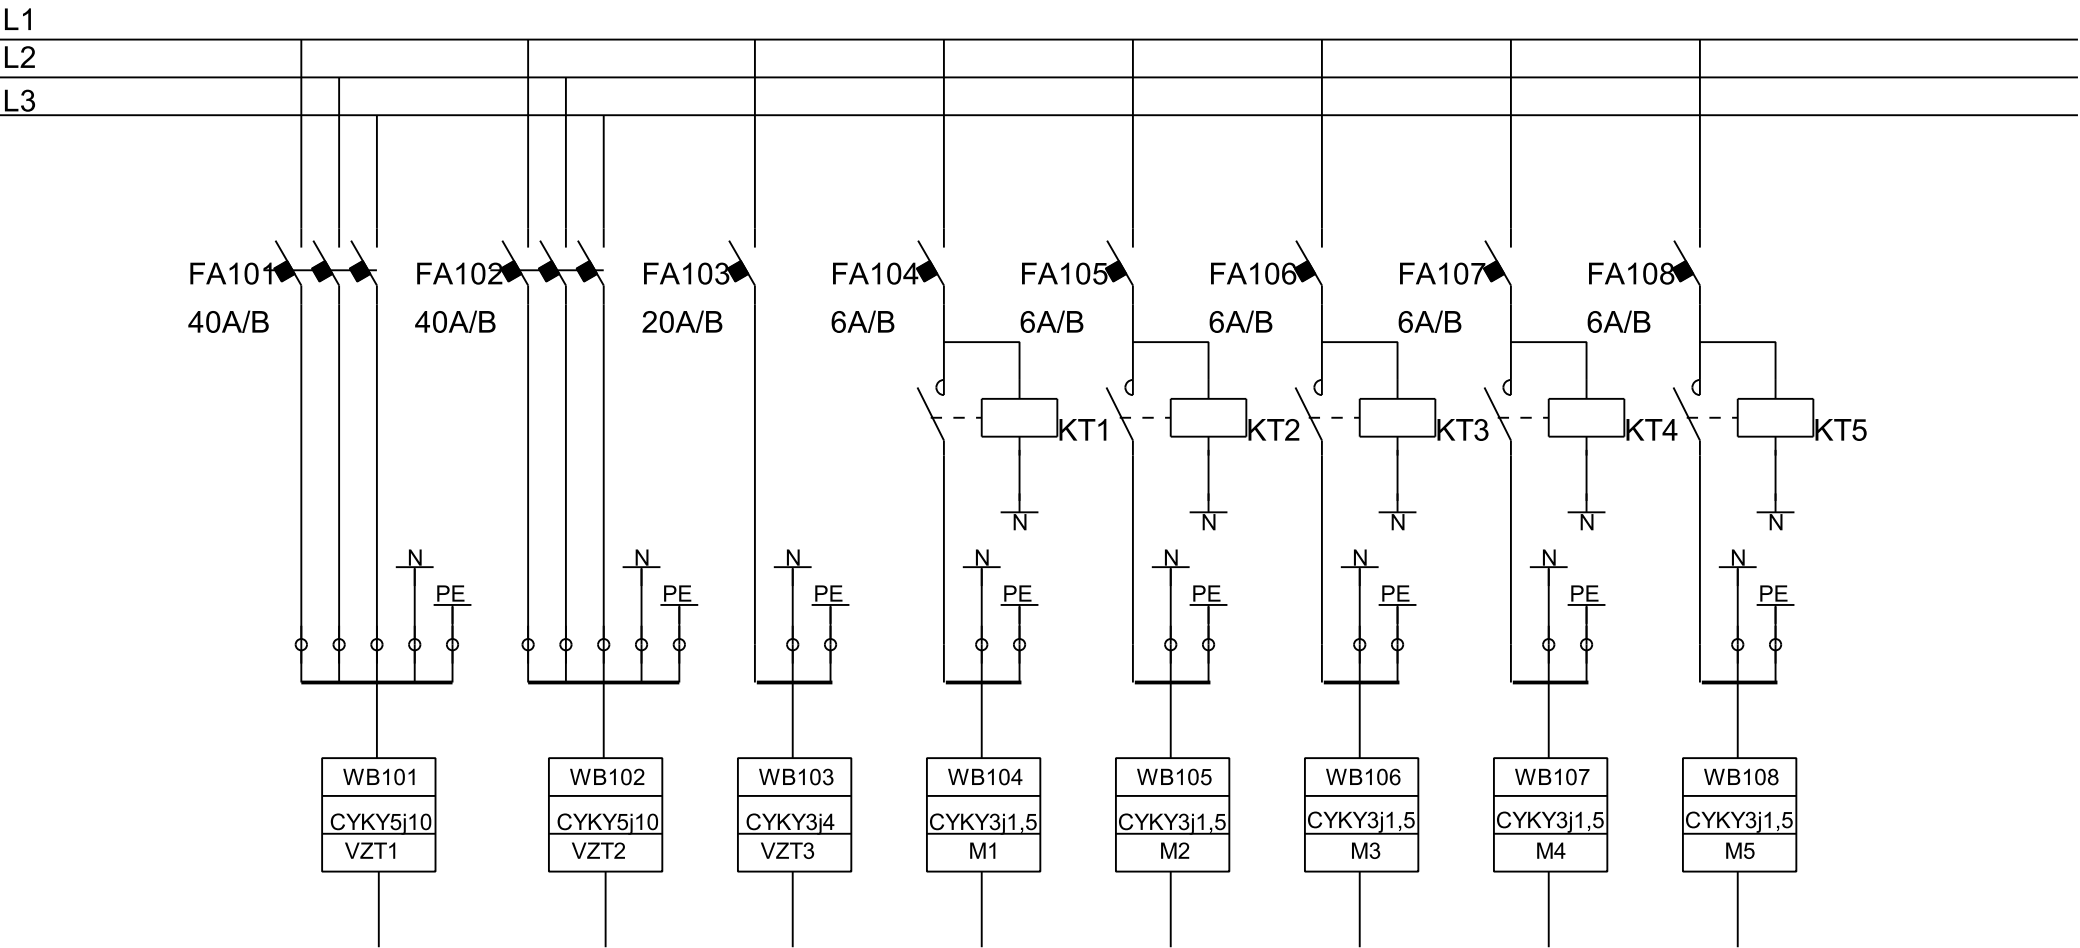 L1
L2
L3
FA101 FA102 FA103 FA104 FA105 FA106 FA107 FA108
40A/B 40A/B 20A/B 6A/B 6A/B 6A/B 6A/B 6A/B
KT1 KT2 KT3 KT4 KT5
N N N N N
N N N N N N N N
PE PE PE PE PE PE PE PE
WB101 WB102 WB103 WB104 WB105 WB106 WB107 WB108
CYKY5j10 CYKY5j10 CYKY3j4 CYKY3j1,5 CYKY3j1,5 CYKY3j1,5 CYKY3j1,5 CYKY3j1,5
VZT1 VZT2 VZT3 M1 M2 M3 M4 M5